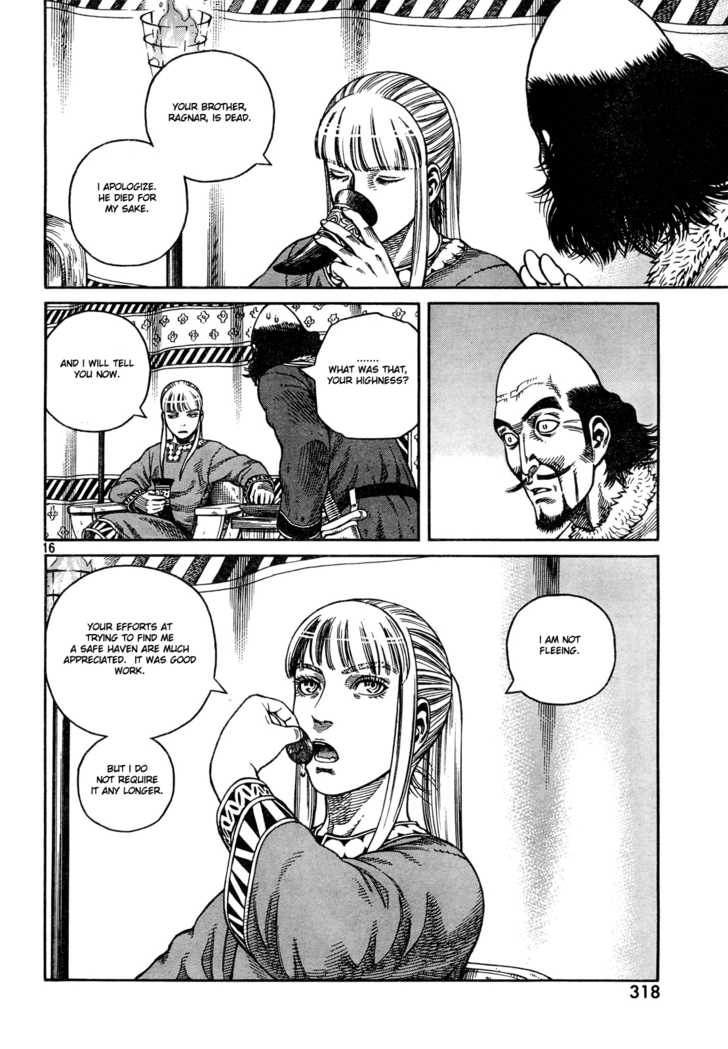 YOUR BROTHER,
RAGNAR, IS DEAD.
I APOLOGIZE.
HE DIED FOR
MY SAKE.
AND I WILL TELL
YOU NOW.
.......
WHAT WAS THAT,
YOUR HIGHNESS?
16
I AM NOT
FLEEING.
YOUR EFFORTS AT
TRYING TO FIND ME
A SAFE HAVEN ARE MUCH
APPRECIATED. IT WAS GOOD
WORK.
BUT I DO
NOT REQUIRE
IT ANY LONGER.
318